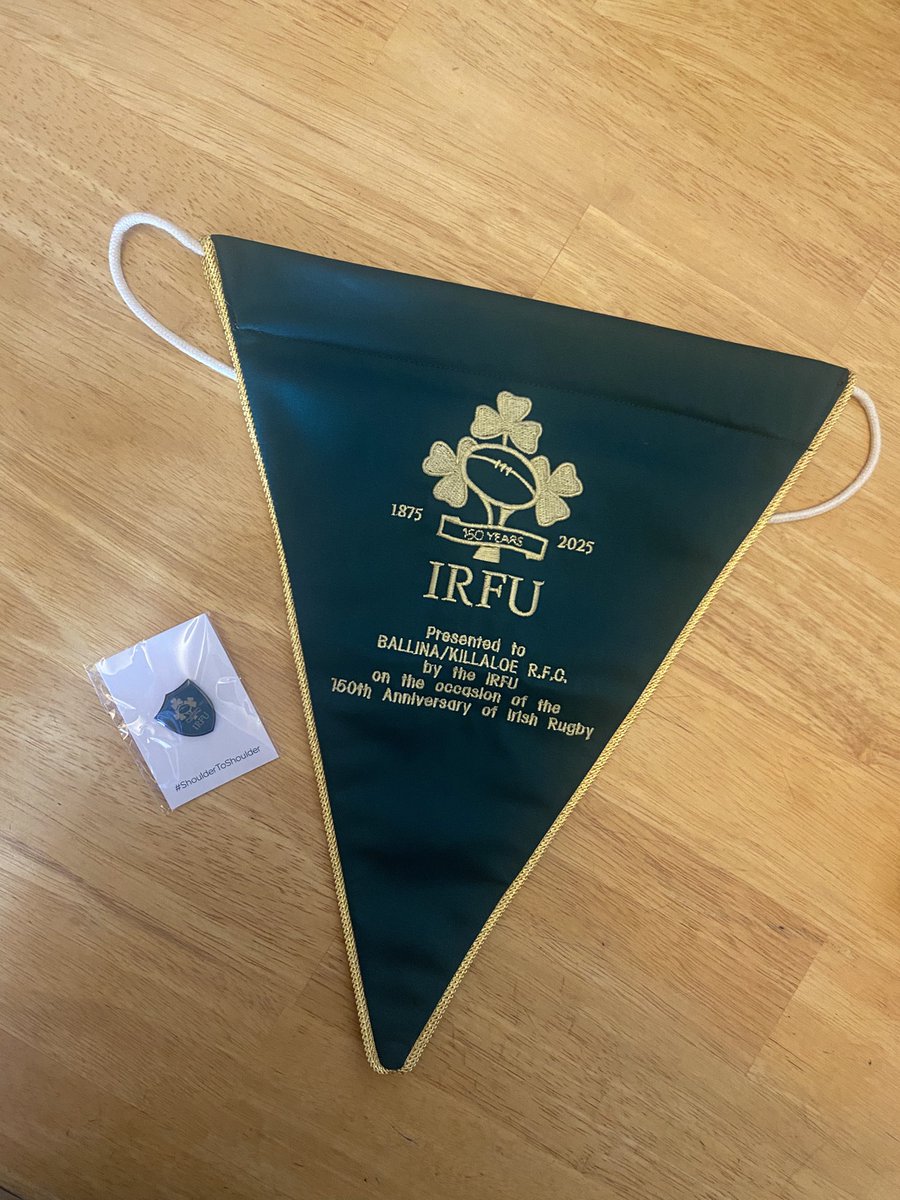 1875
150 YEARS
2025
IRFU
Presented to
BALLINA/KILLALOE R.F.C.
by the IRFU
on the occasion of the
150th Anniversary of Irish Rugby
IRFU
#ShoulderToShoulder